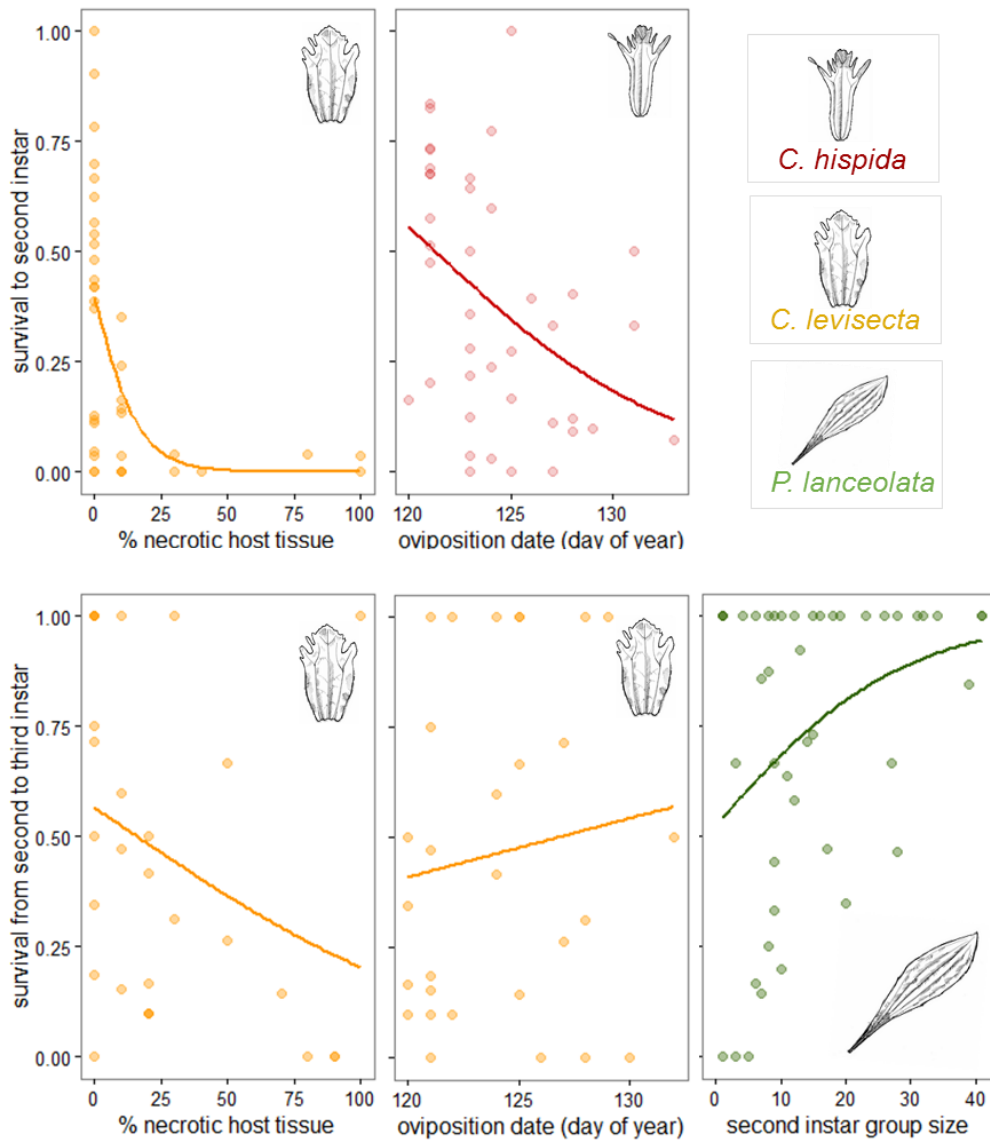 survival to second instar
1.00
0.75
0.50
0.25
0.00
0 25 50 75 100
% necrotic host tissue
120 125 130
oviposition date (day of year)
C. hispida
C. levisecta
P. lanceolata
survival from second to third instar
1.00
0.75
0.50
0.25
0.00
0 25 50 75 100
% necrotic host tissue
120 125 130
oviposition date (day of year)
0 10 20 30 40
second instar group size